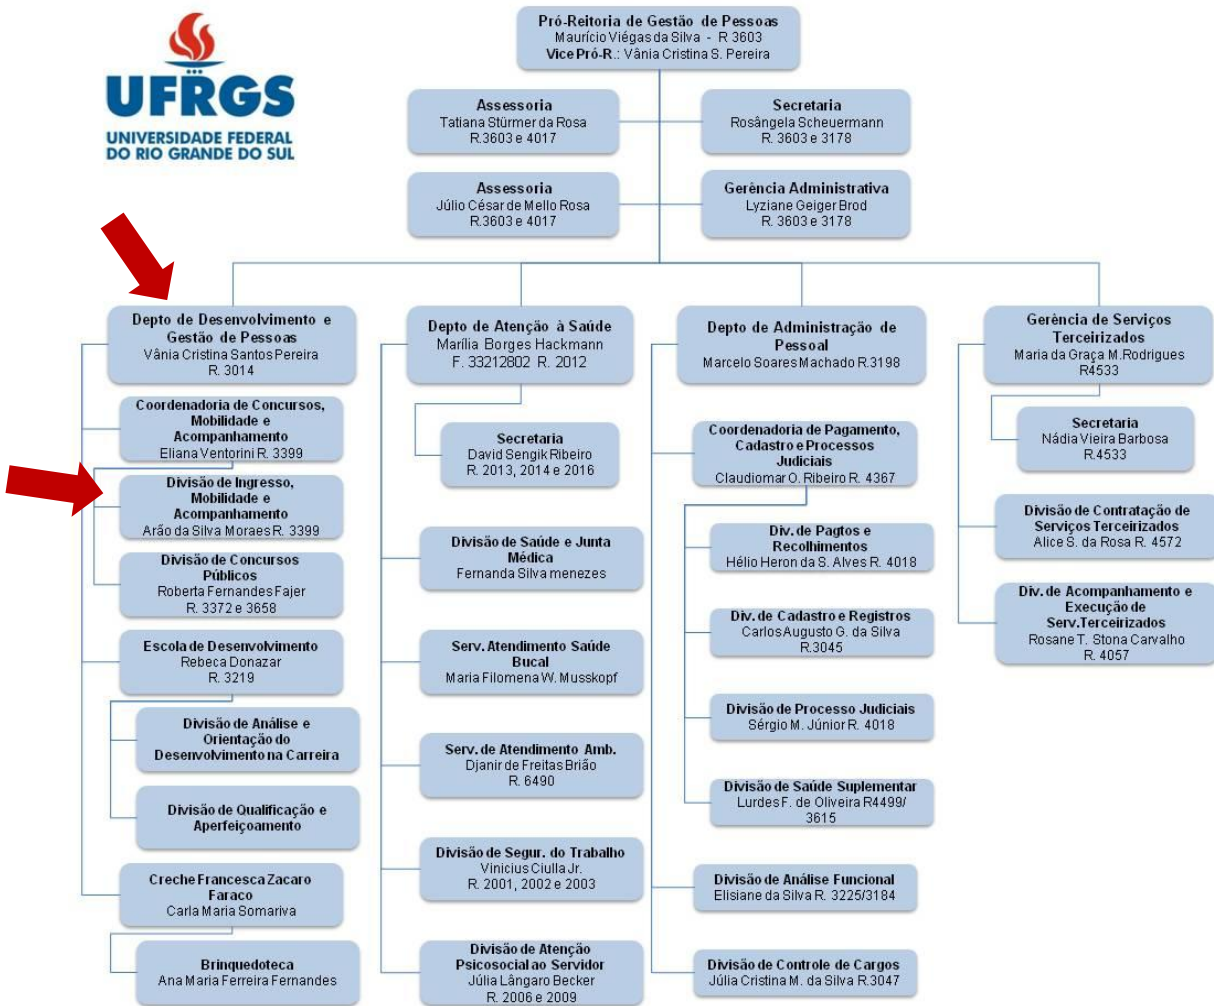 Pró-Reitoria de Gestão de Pessoas
Maurício Viégas da Silva - R 3603
Vice Pró-R.: Vânia Cristina S. Pereira
UFRGS
UNIVERSIDADE FEDERAL
DO RIO GRANDE DO SUL
Assessoria
Tatiana Stürmer da Rosa
R.3603 e 4017
Secretaria
Rosângela Scheuermann
R. 3603 e 3178
Assessoria
Júlio César de Mello Rosa
R.3603 e 4017
Gerência Administrativa
Lyziane Geiger Brod
R. 3603 e 3178
Depto de Desenvolvimento e
Gestão de Pessoas
Vânia Cristina Santos Pereira
R. 3014
Coordenadoria de Concursos,
Mobilidade e
Acompanhamento
Eliana Ventorini R. 3399
Divisão de Ingresso,
Mobilidade e
Acompanhamento
Arão da Silva Moraes R. 3399
Divisão de Concursos
Públicos
Roberta Fernandes Fajer
R. 3372 e 3658
Escola de Desenvolvimento
Rebeca Donazar
R. 3219
Divisão de Análise e
Orientação do
Desenvolvimento na Carreira
Divisão de Qualificação e
Aperfeiçoamento
Creche Francesca Zacaro
Faraco
Carla Maria Somariva
Brinquedoteca
Ana Maria Ferreira Fernandes
Depto de Atenção à Saúde
Marília Borges Hackmann
F. 33212802 R. 2012
Secretaria
David Sengik Ribeiro
R. 2013, 2014 e 2016
Divisão de Saúde e Junta
Médica
Fernanda Silva menezes
Serv. Atendimento Saúde
Bucal
Maria Filomena W. Musskopf
Serv. de Atendimento Amb.
Djanir de Freitas Brião
R. 6490
Divisão de Segur. do Trabalho
Vinicius Ciulla Jr.
R. 2001, 2002 e 2003
Divisão de Atenção
Psicosocial ao Servidor
Júlia Lângaro Becker
R. 2006 e 2009
Depto de Administração de
Pessoal
Marcelo Soares Machado R.3198
Coordenadoria de Pagamento,
Cadastro e Processos
Judiciais
Claudiomar O. Ribeiro R. 4367
Div. de Pagtos e
Recolhimentos
Hélio Heron da S. Alves R. 4018
Div. de Cadastro e Registros
Carlos Augusto G. da Silva
R.3045
Divisão de Processo Judiciais
Sérgio M. Júnior R. 4018
Divisão de Saúde Suplementar
Lurdes F. de Oliveira R4499/
3615
Divisão de Análise Funcional
Elisiane da Silva R. 3225/3184
Divisão de Controle de Cargos
Júlia Cristina M. da Silva R.3047
Gerência de Serviços
Terceirizados
Maria da Graça M.Rodrigues
R4533
Secretaria
Nádia Vieira Barbosa
R.4533
Divisão de Contratação de
Serviços Terceirizados
Alice S. da Rosa R. 4572
Div. de Acompanhamento e
Execução de
Serv.Terceirizados
Rosane T. Stona Carvalho
R. 4057